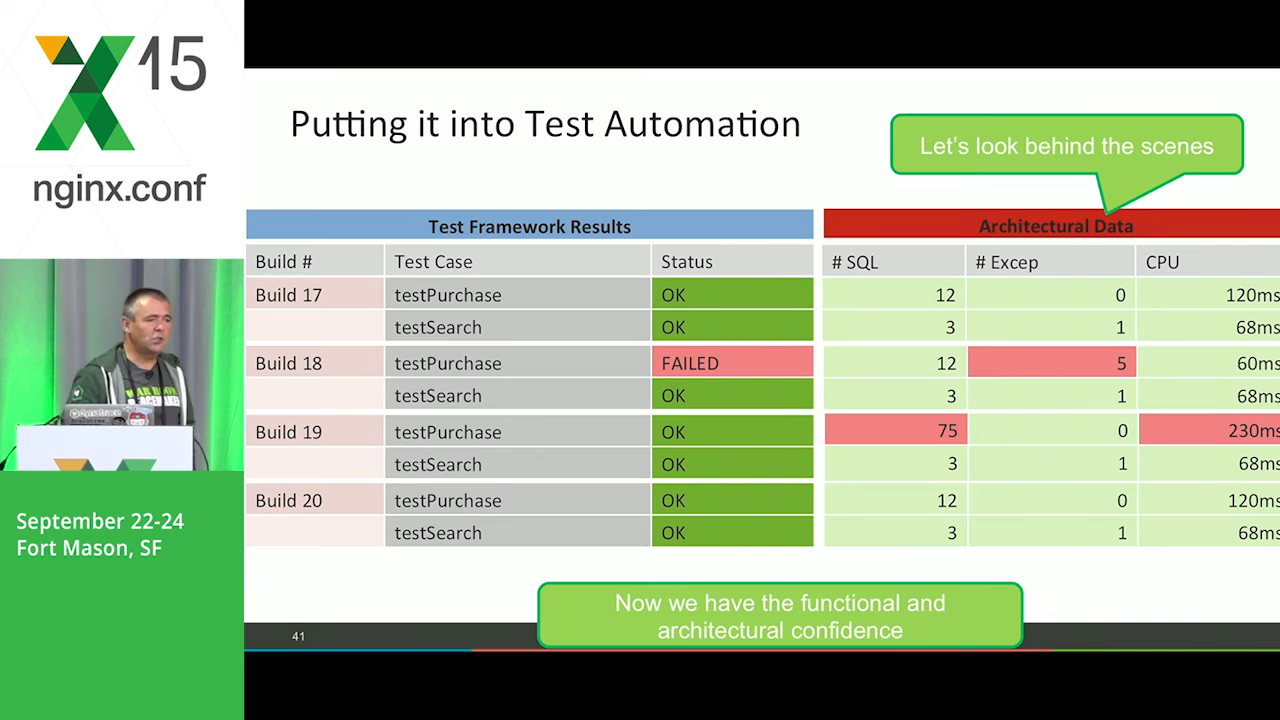 15
nginx.conf
September 22-24
Fort Mason, SF
Putting it into Test Automation
Let's look behind the scenes
Test Framework Results
Architectural Data
Build # Test Case Status # SQL # Excep CPU
Build 17 testPurchase OK 12 0 120ms
testSearch OK 3 1 68ms
Build 18 testPurchase FAILED 12 5 60ms
testSearch OK 3 1 68ms
Build 19 testPurchase OK 75 0 230ms
testSearch OK 3 1 68ms
Build 20 testPurchase OK 12 0 120ms
testSearch OK 3 1 68ms
Now we have the functional and
architectural confidence
41
dynatrace